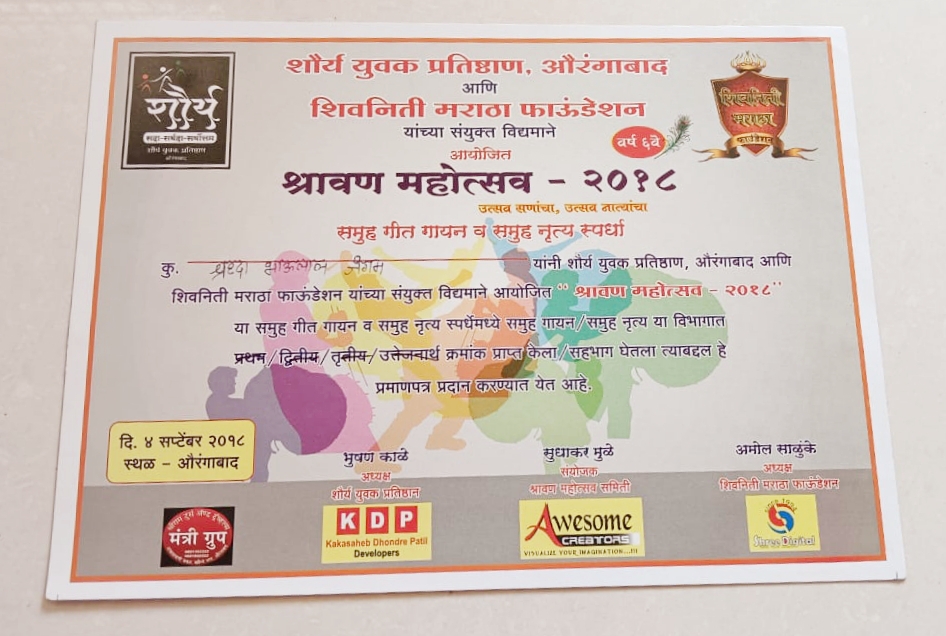 शौर्य युवक प्रतिष्ठाण, औरंगाबाद
आणि
शिवनिती मराठा फाऊंडेशन
यांच्या संयुक्त विद्यमाने
आयोजित
वर्ष ६वे
श्रावण महोत्सव - २०१८
उत्सव सणांचा, उत्सव नात्यांचा
समुह गीत गायन व समुह नृत्य स्पर्धा
शौर्य
शौर्य युवक प्रतिष्ठाण
औरंगाबाद
शिवनिती
मराठा
फाऊंडेशन
कु. श्रध्दा भाऊलाल जंगम यांनी शौर्य युवक प्रतिष्ठाण, औरंगाबाद आणि
शिवनिती मराठा फाऊंडेशन यांच्या संयुक्त विद्यमाने आयोजित "श्रावण महोत्सव - २०१८"
या समुह गीत गायन व समुह नृत्य स्पर्धेमध्ये समुह गायन/समुह नृत्य या विभागात
प्रथम/द्वितीय/तृतीय/उत्तेजनार्थ क्रमांक प्राप्त केला/सहभाग घेतला त्याबद्दल हे
प्रमाणपत्र प्रदान करण्यात येत आहे.
दि. ४ सप्टेंबर २०१८
स्थळ - औरंगाबाद
भुषण काळे
अध्यक्ष
शौर्य युवक प्रतिष्ठान
सुधाकर मुळे
संयोजक
श्रावण महोत्सव समिती
अमोल साळुंके
अध्यक्ष
शिवनिती मराठा फाऊंडेशन
मंत्री ग्रुप
KDP
Kakasaheb Dhondre Patil
Developers
Awesome
CREATORS
VISUALIZE YOUR IMAGINATION...!!!
Shree Digital